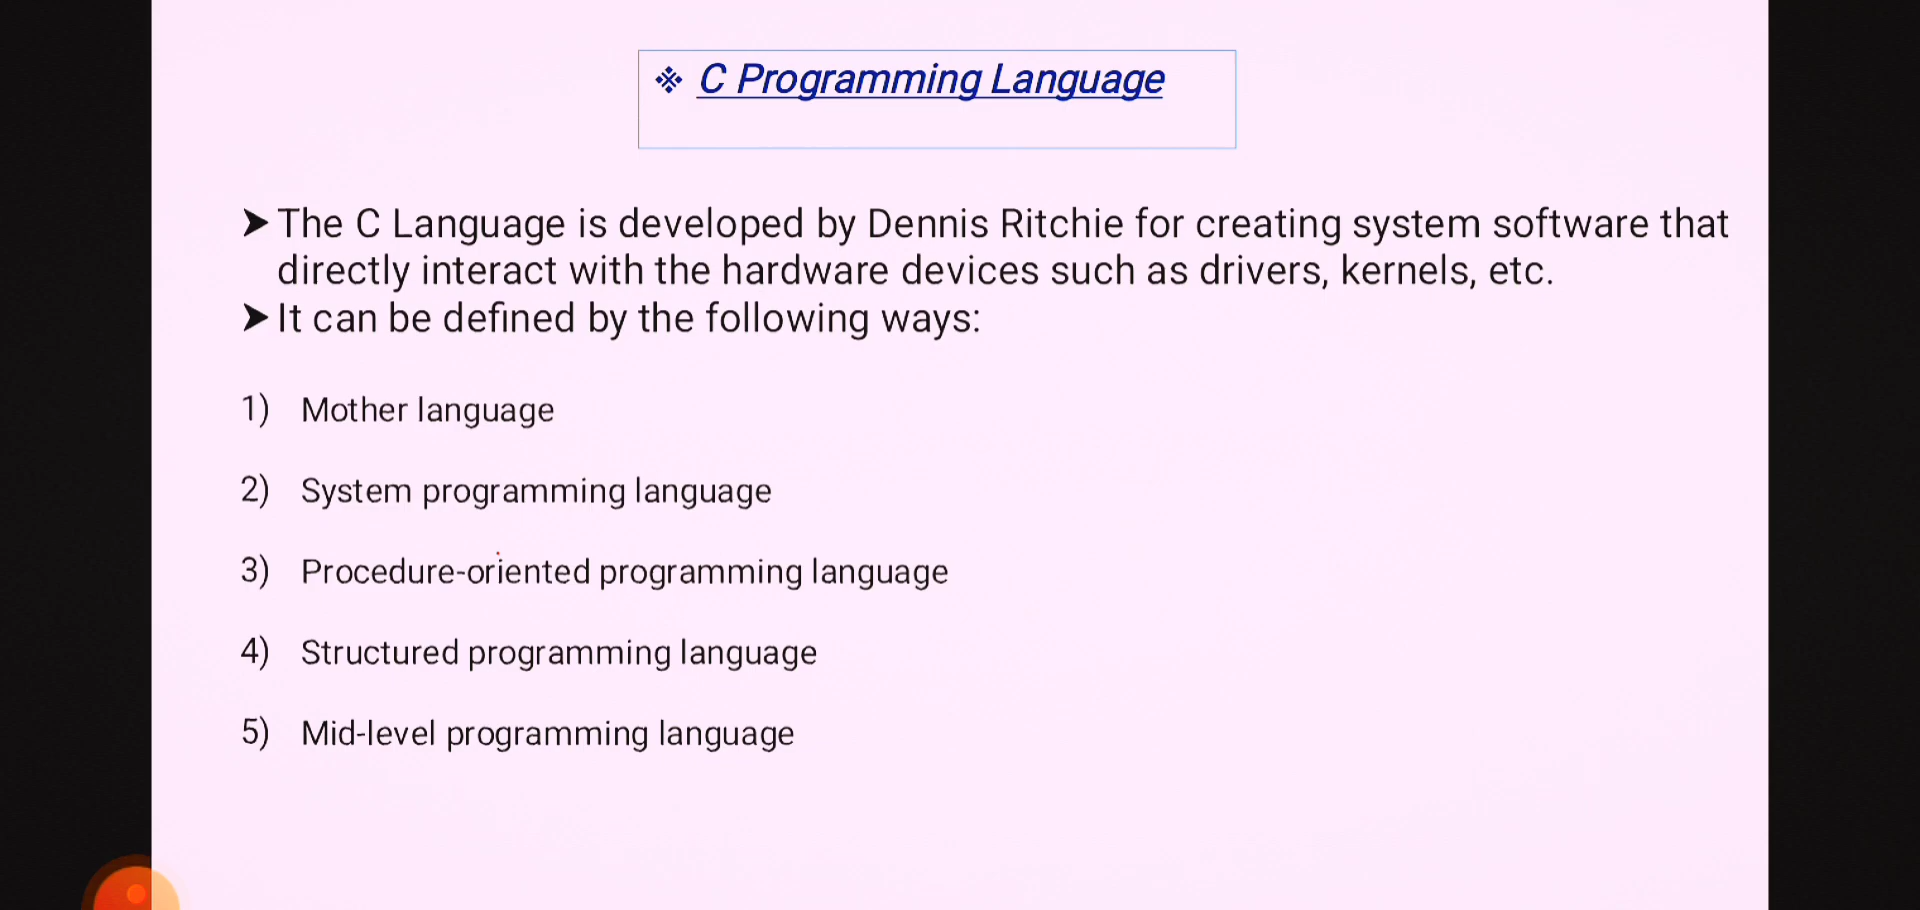 ❖ C Programming Language
➤ The C Language is developed by Dennis Ritchie for creating system software that
directly interact with the hardware devices such as drivers, kernels, etc.
➤ It can be defined by the following ways:
1) Mother language
2) System programming language
3) Procedure-oriented programming language
4) Structured programming language
5) Mid-level programming language